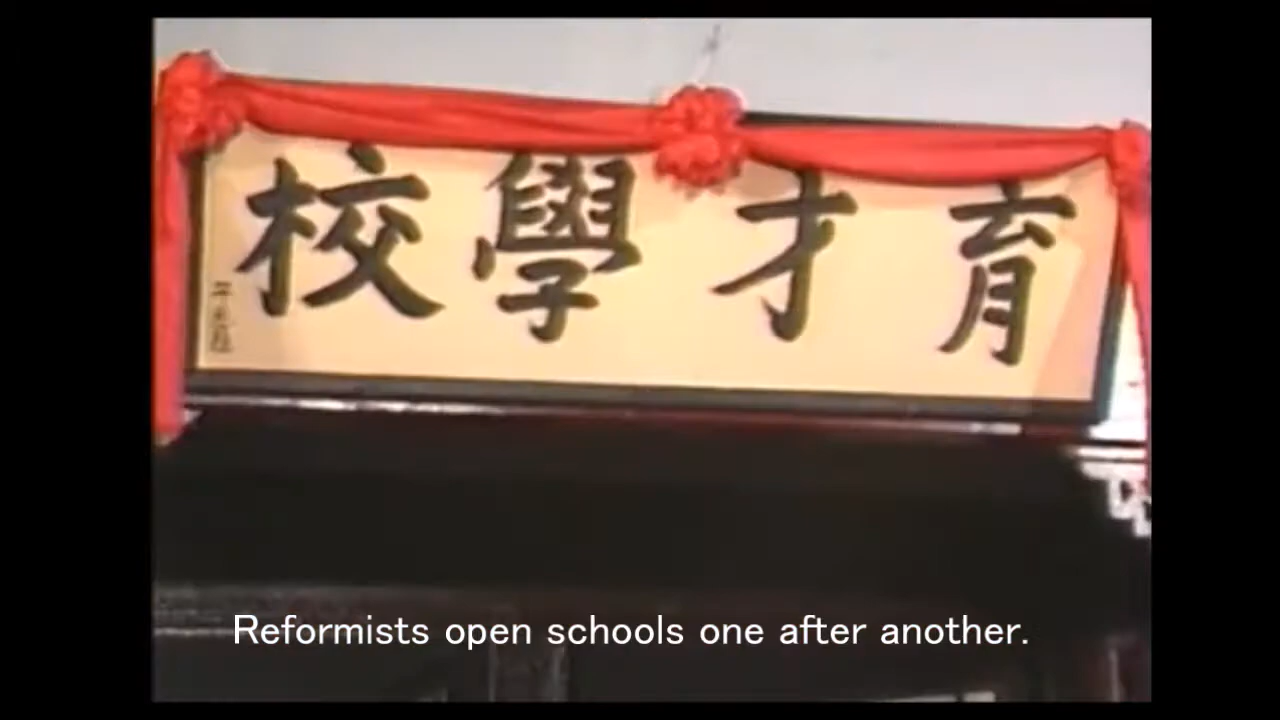 育才學校
Reformists open schools one after another.